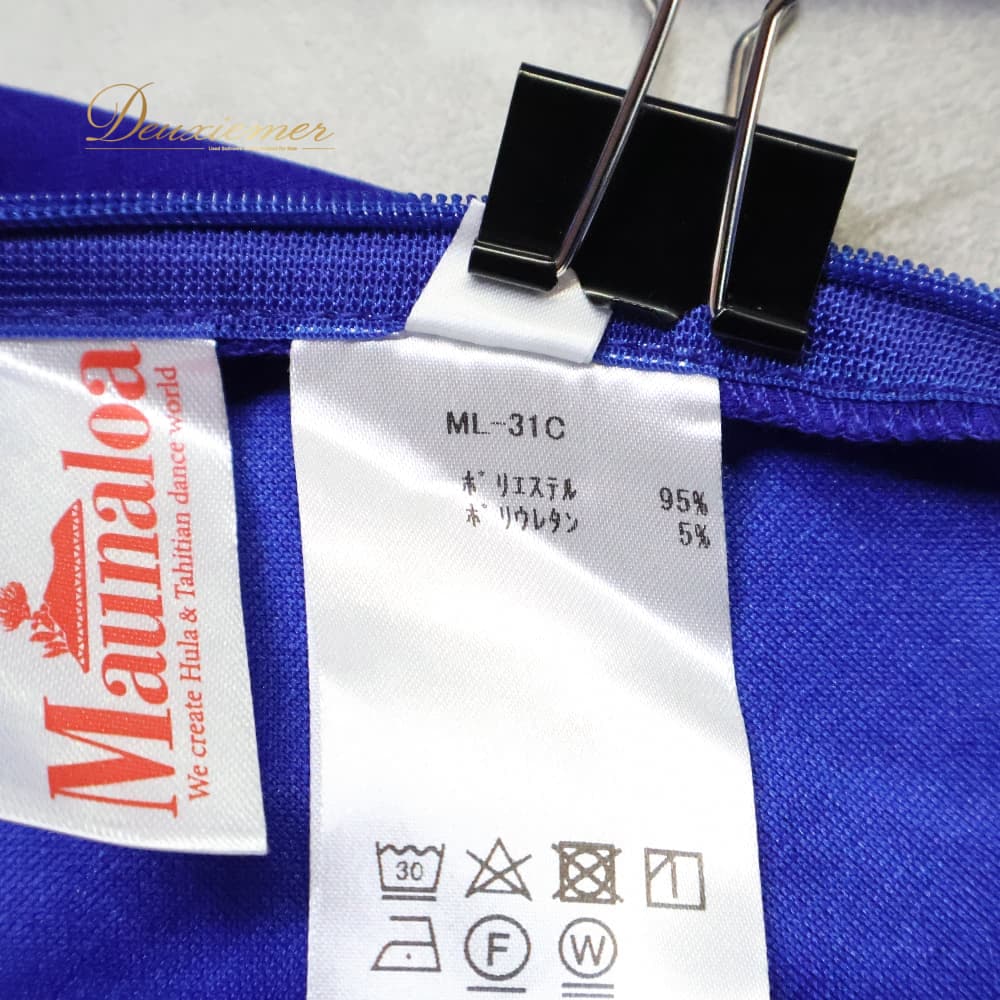 Deuxiemer
Maunaloa
We create Hula & Tahitian dance world
ML-31C
ポリエステル 95%
ポリウレタン 5%
30
F
W